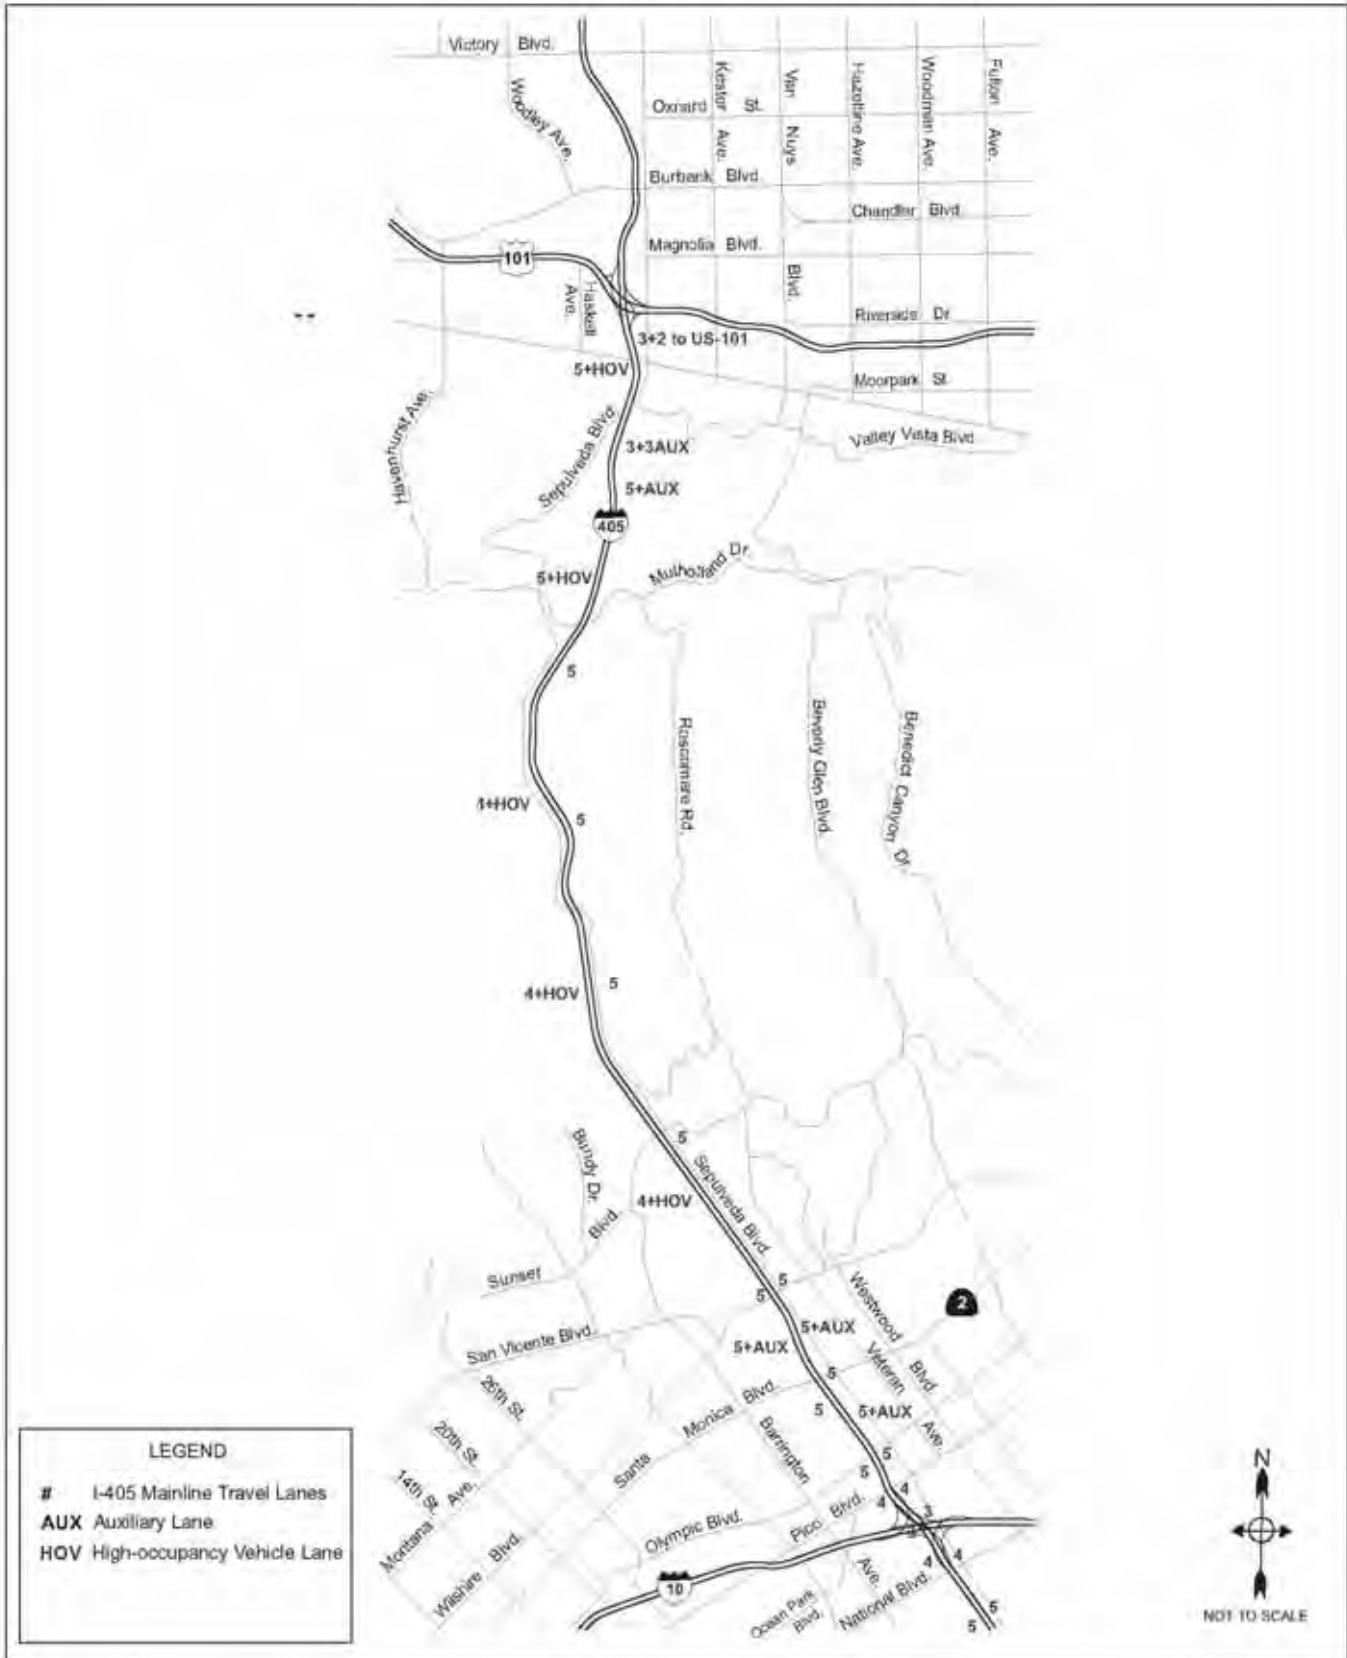 Victory Blvd.
Woodley Ave.
Oxnard St.
Kester Ave.
Van Nuys Blvd.
Hazeltine Ave.
Woodman Ave.
Fulton Ave.
Burbank Blvd.
Chandler Blvd.
Magnolia Blvd.
101
Haskell Ave.
Riverside Dr
3+2 to US-101
5+HOV
Moorpark St.
Havenhurst Ave.
Sepulveda Blvd.
3+3AUX
Valley Vista Blvd
5+AUX
405
5+HOV
Mulholland Dr.
5
Roscomare Rd.
Beverly Glen Blvd.
Benedict Canyon Dr.
4+HOV
5
4+HOV
5
5
Bundy Dr.
Sepulveda Blvd.
4+HOV
Sunset Blvd.
5
5
Westwood Blvd.
2
5+AUX
5+AUX
San Vicente Blvd.
Veteran Ave.
5
26th St.
Santa Monica Blvd.
5
5+AUX
20th St.
Barrington Ave.
14th St.
Montana Ave.
5
5
4
4
3
Olympic Blvd.
Pico Blvd.
Wilshire Blvd.
10
4
4
Ocean Park Blvd.
National Blvd.
5
5
LEGEND
# I-405 Mainline Travel Lanes
AUX Auxiliary Lane
HOV High-occupancy Vehicle Lane
N
NOT TO SCALE